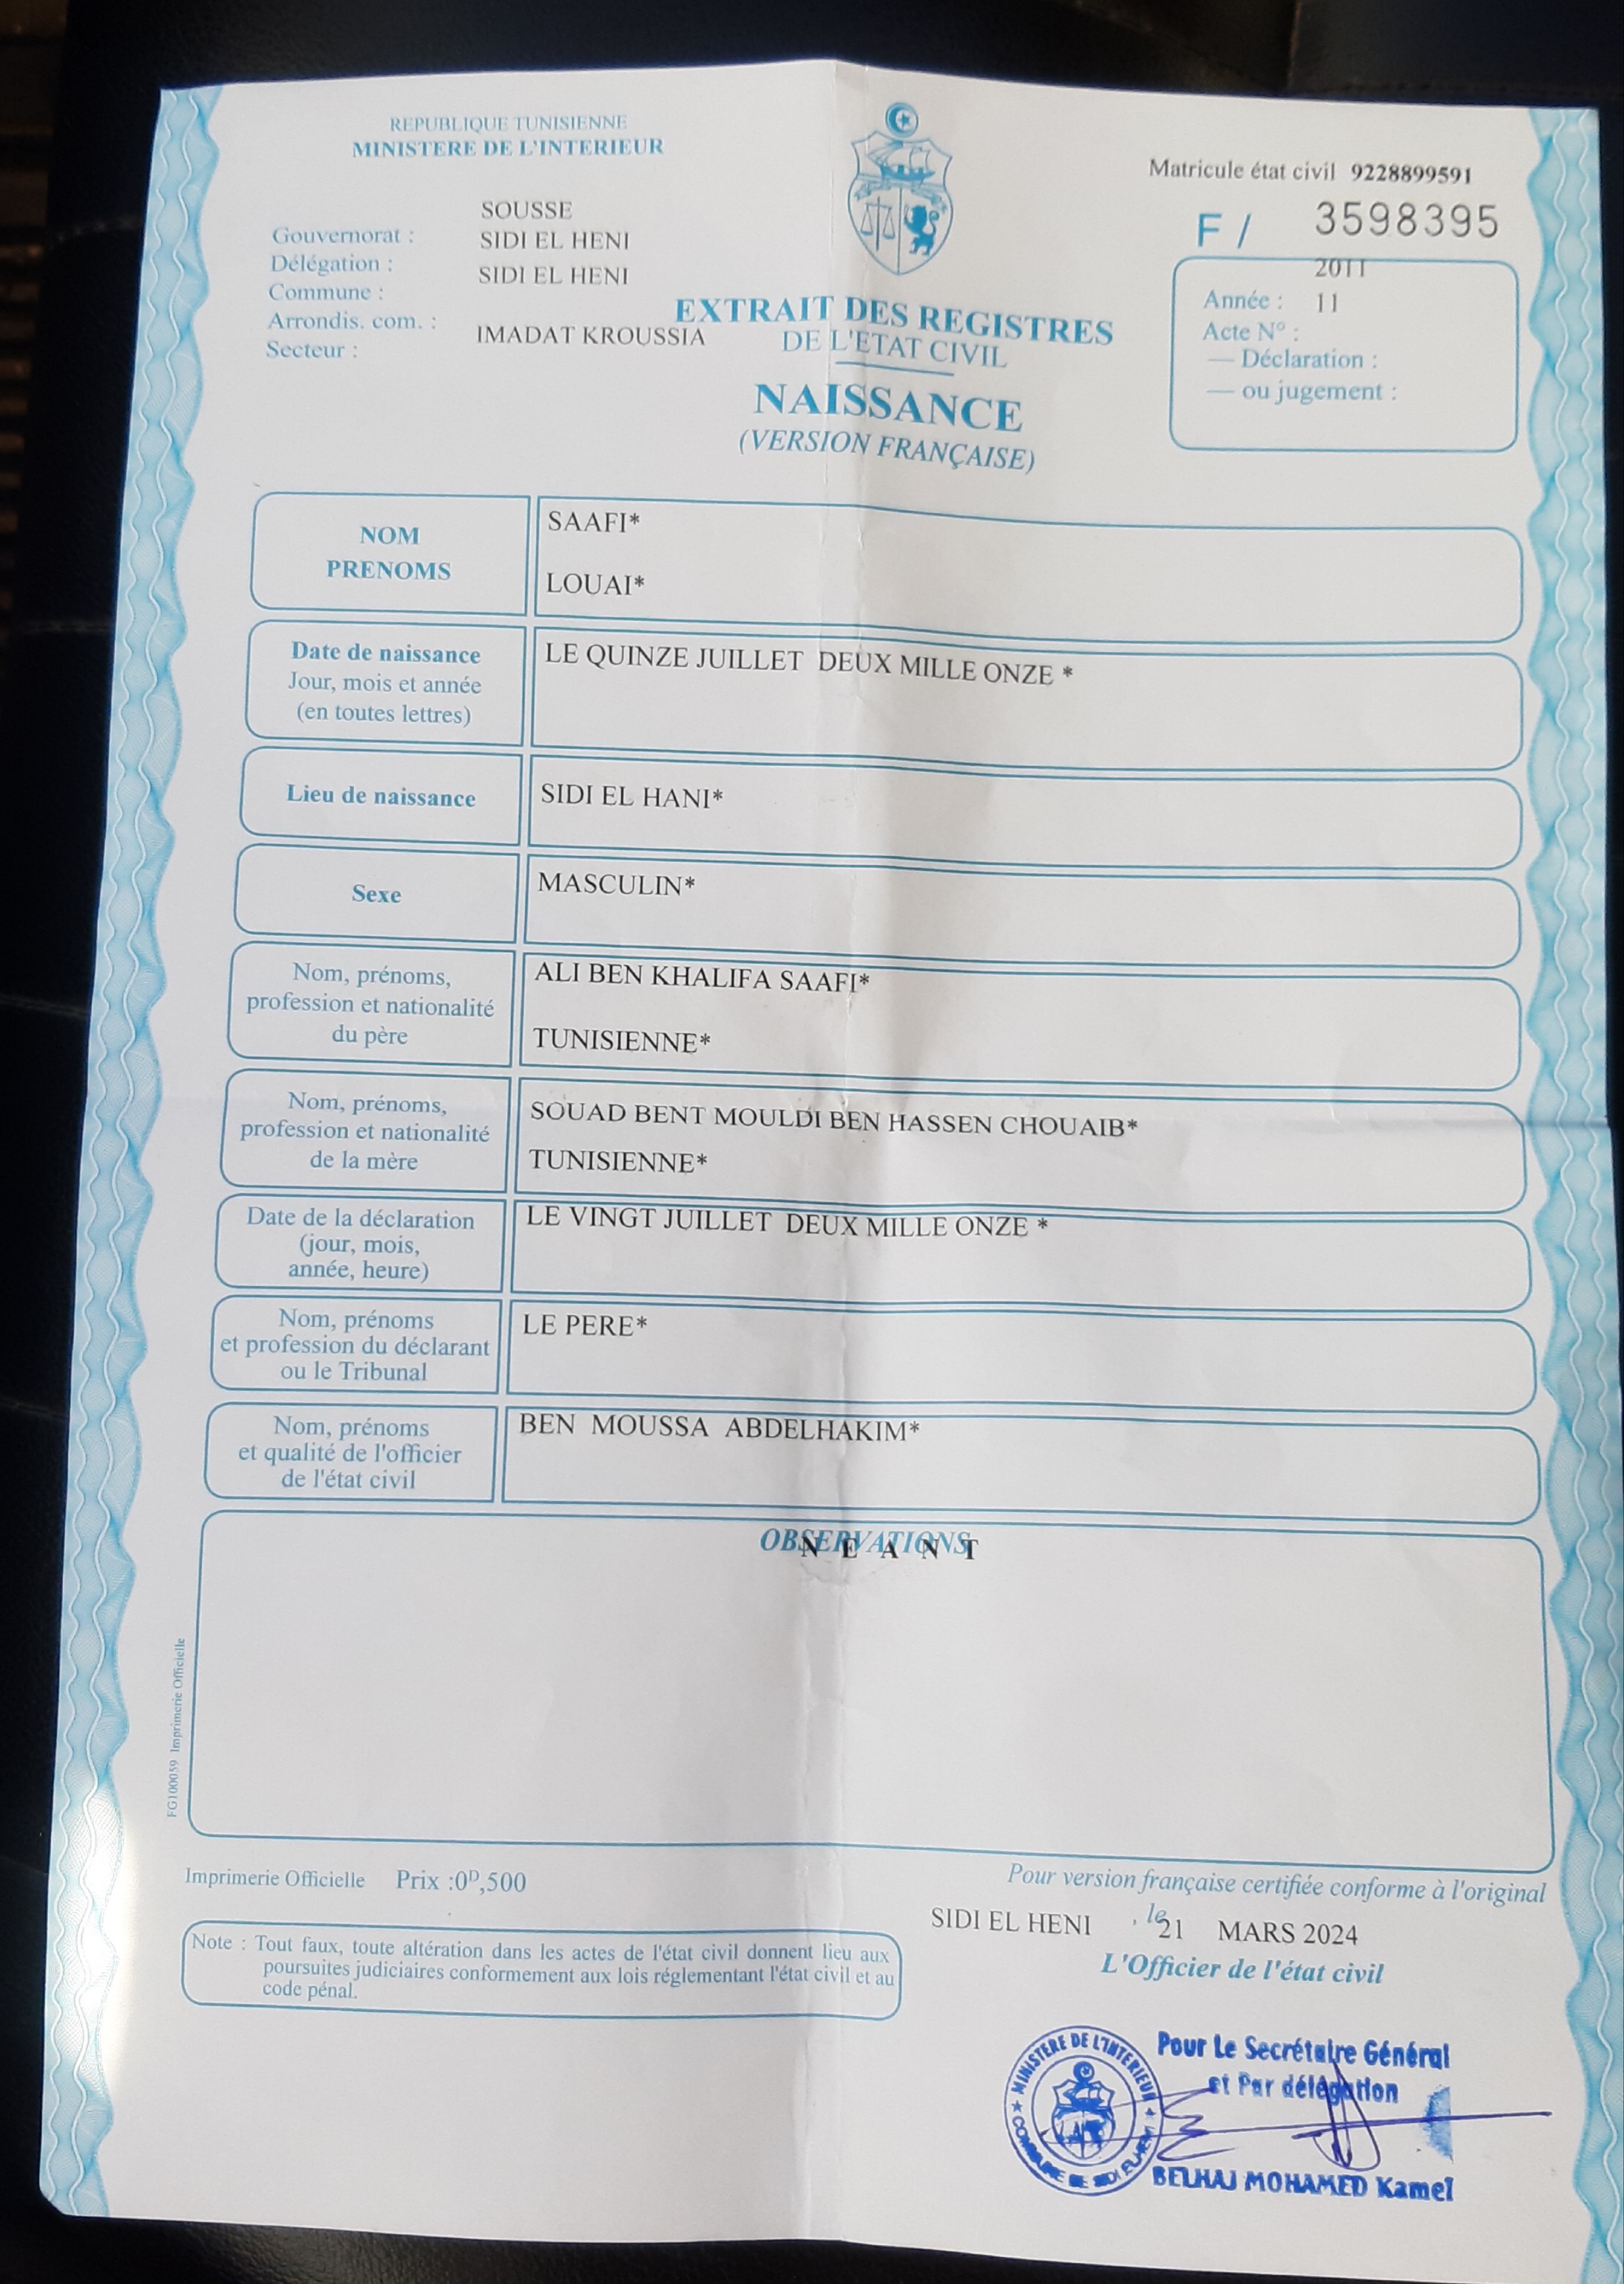 REPUBLIQUE TUNISIENNE
MINISTERE DE L'INTERIEUR
Matricule état civil 9228899591
F / 3598395
SOUSSE
Gouvernorat :
SIDI EL HENI
Délégation :
SIDI EL HENI
Commune :
Arrondis. com. :
IMADAT KROUSSIA
Secteur :
EXTRAIT DES REGISTRES
DE L'ETAT CIVIL
NAISSANCE
(VERSION FRANÇAISE)
2011
Année :
11
Acte N° :
— Déclaration :
— ou jugement :
NOM
PRENOMS
SAAFI*
LOUAI*
Date de naissance
Jour, mois et année
(en toutes lettres)
LE QUINZE JUILLET DEUX MILLE ONZE *
Lieu de naissance
SIDI EL HANI*
Sexe
MASCULIN*
Nom, prénoms,
profession et nationalité
du père
ALI BEN KHALIFA SAAFI*
TUNISIENNE*
Nom, prénoms,
profession et nationalité
de la mère
SOUAD BENT MOULDI BEN HASSEN CHOUAIB*
TUNISIENNE*
Date de la déclaration
(jour, mois,
année, heure)
LE VINGT JUILLET DEUX MILLE ONZE *
Nom, prénoms
et profession du déclarant
ou le Tribunal
LE PERE*
Nom, prénoms
et qualité de l'officier
de l'état civil
BEN MOUSSA ABDELHAKIM*
OBSERVATIONS
N E A N T
FG100059 Imprimerie Officielle
Imprimerie Officielle Prix :0D,500
Pour version française certifiée conforme à l'original
SIDI EL HENI , le 21 MARS 2024
L'Officier de l'état civil
Note : Tout faux, toute altération dans les actes de l'état civil donnent lieu aux
poursuites judiciaires conformement aux lois réglementant l'état civil et au
code pénal.
MINISTERE DE L'INTERIEUR
COMMUNE DE SIDI ELHENI
Pour Le Secrétaire Général
et Par délégation
BELHAJ MOHAMED Kamel